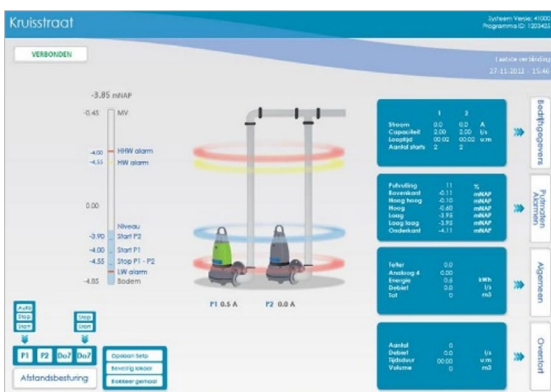 Kruisstraat
Systeem Versie: 41000
Programma ID: 1203425
VERBONDEN
Laatste verbinding
27-11-2012 - 15:46
-3.85 mNAP
-0.45 MV
-4.00 HHW alarm
-4.55 HW alarm
0.00
Niveau
-3.90 Start P2
-4.00 Start P1
-4.55 Stop P1 - P2
LW alarm
-4.85 Bodem
P1 0.5 A P2 0.0 A
1 2
Stroom 0.0 0.0 A
Capaciteit 2.00 2.00 l/s
Looptijd 00:02 00:02 u:m
Aantal starts 2 2
Bedrijfgegevens
Putvulling 11 %
Bovenkant -0.11 mNAP
Hoog hoog -0.10 mNAP
Hoog -0.60 mNAP
Laag -3.95 mNAP
Laag laag -3.95 mNAP
Onderkant -4.11 mNAP
Putmaten
Alarmen
Teller 0.0
Analoog 4 0.00
Energie 0.5 kWh
Debiet 0.0 l/s
Tot 0 m3
Algemeen
Aantal 0
Debiet 0.0 l/s
Tijdsduur 00:00 u:m
Volume 0 m3
Overstort
Auto
Stop Stop
Start Start
P1 P2 Do7 Do7
Opslaan Setp
Bevestig lokaal
Blokkeer gemaal
Afstandsbesturing